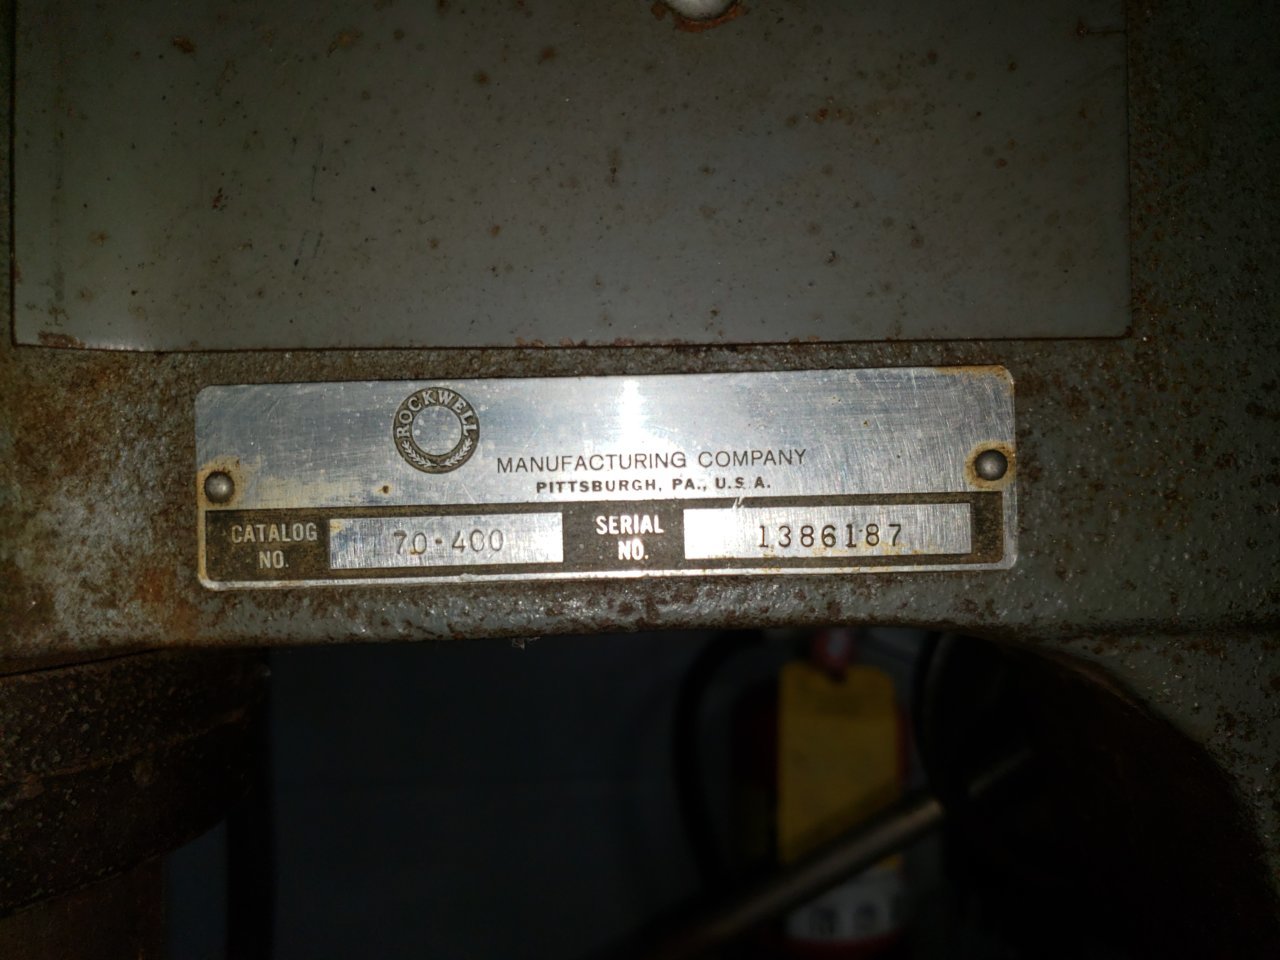 ROCKWELL
MANUFACTURING COMPANY
PITTSBURGH, PA., U.S.A.
CATALOG NO. 70-400 SERIAL NO. 1386187